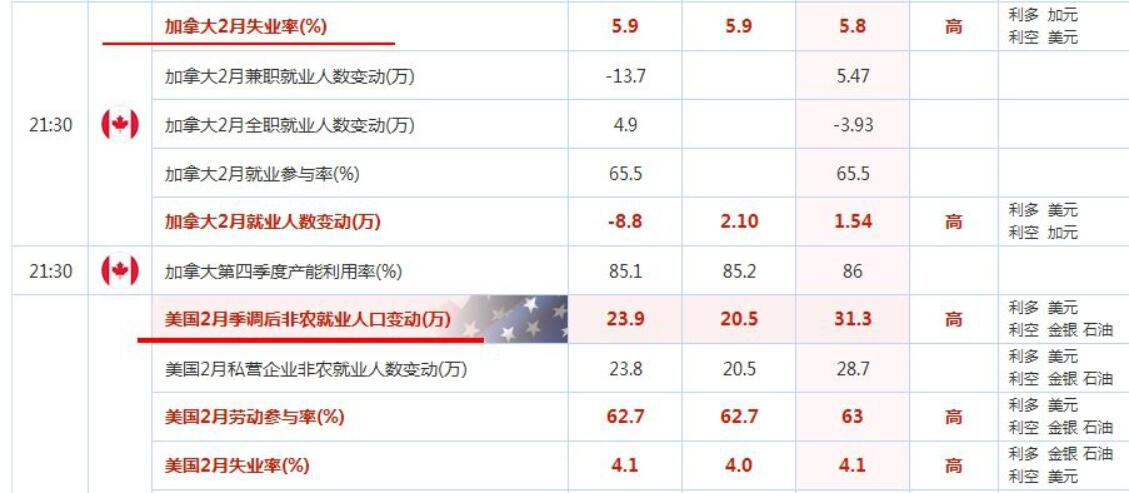 加拿大2月失业率(%) 5.9 5.9 5.8 高 利多 加元
利空 美元
加拿大2月兼职就业人数变动(万) -13.7 5.47
21:30 加拿大2月全职就业人数变动(万) 4.9 -3.93
加拿大2月就业参与率(%) 65.5 65.5
加拿大2月就业人数变动(万) -8.8 2.10 1.54 高 利多 美元
利空 加元
21:30 加拿大第四季度产能利用率(%) 85.1 85.2 86
美国2月季调后非农就业人口变动(万) 23.9 20.5 31.3 高 利多 美元
利空 金银 石油
美国2月私营企业非农就业人数变动(万) 23.8 20.5 28.7 利多 美元
利空 金银 石油
美国2月劳动参与率(%) 62.7 62.7 63 高 利多 美元
利空 金银 石油
美国2月失业率(%) 4.1 4.0 4.1 高 利多 金银 石油
利空 美元